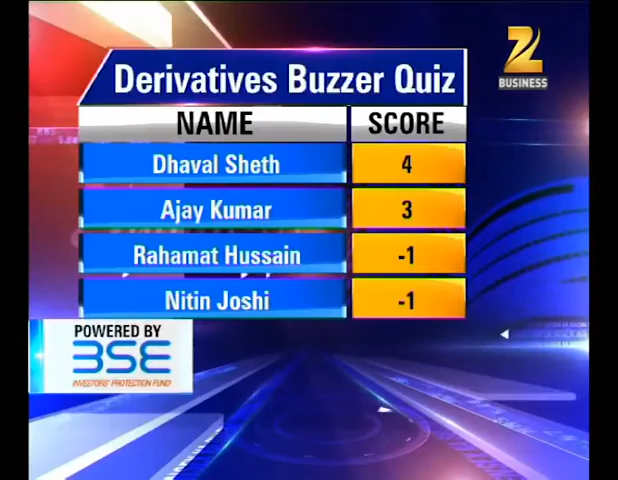 Derivatives Buzzer Quiz
Z
BUSINESS
NAME SCORE
Dhaval Sheth 4
Ajay Kumar 3
Rahamat Hussain -1
Nitin Joshi -1
POWERED BY
BSE
INVESTORS' PROTECTION FUND